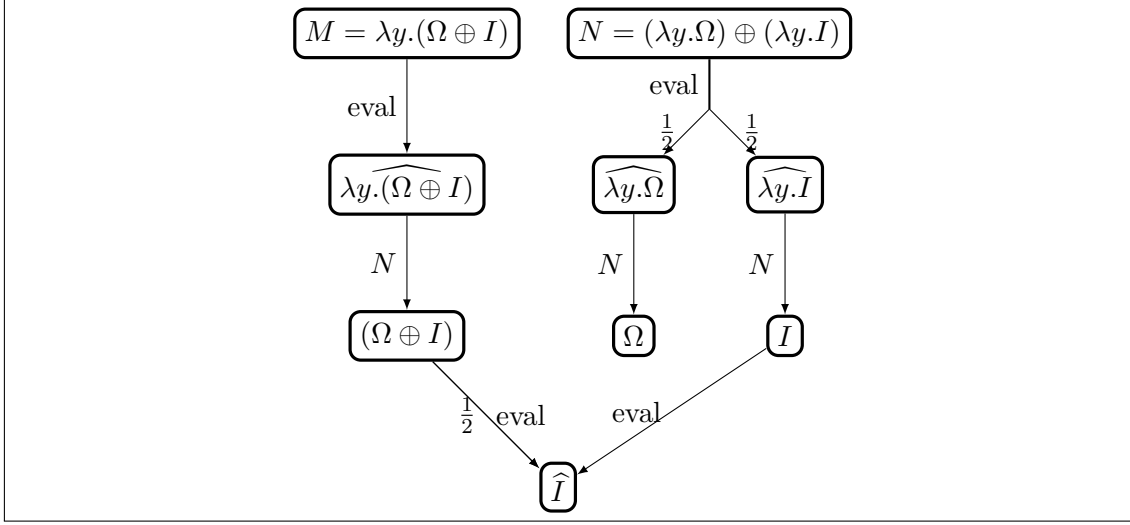 M = λy.(Ω ⊕ I) N = (λy.Ω) ⊕ (λy.I)
eval eval
1/2 1/2
λy.(Ω ⊕ I)^ λy.Ω^ λy.I^
N N N
(Ω ⊕ I) Ω I
1/2 eval eval
Î